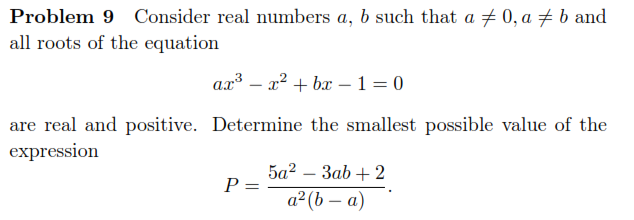 Problem 9 Consider real numbers a, b such that a ≠ 0, a ≠ b and
all roots of the equation
ax³ − x² + bx − 1 = 0
are real and positive. Determine the smallest possible value of the
expression
P = (5a² − 3ab + 2) / (a²(b − a)).